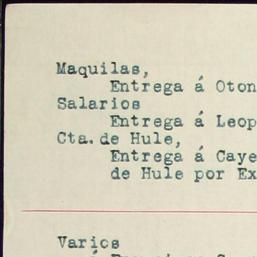 Maquilas,
Entrega á Oton
Salarios
Entrega á Leop
Cta. de Hule,
Entrega á Caye
de Hule por Ex
Varios